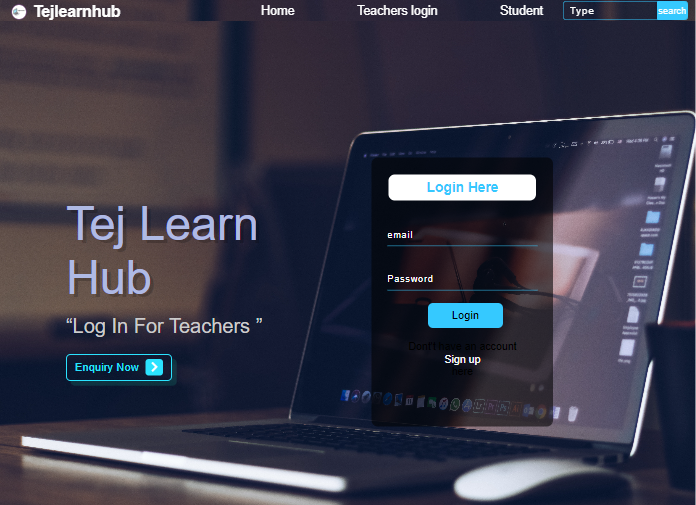 Tejlearnhub
Home
Teachers login
Student
Type
search
Login Here
Tej Learn
Hub
“Log In For Teachers ”
Enquiry Now
email
Password
Login
Don't have an account
Sign up
here